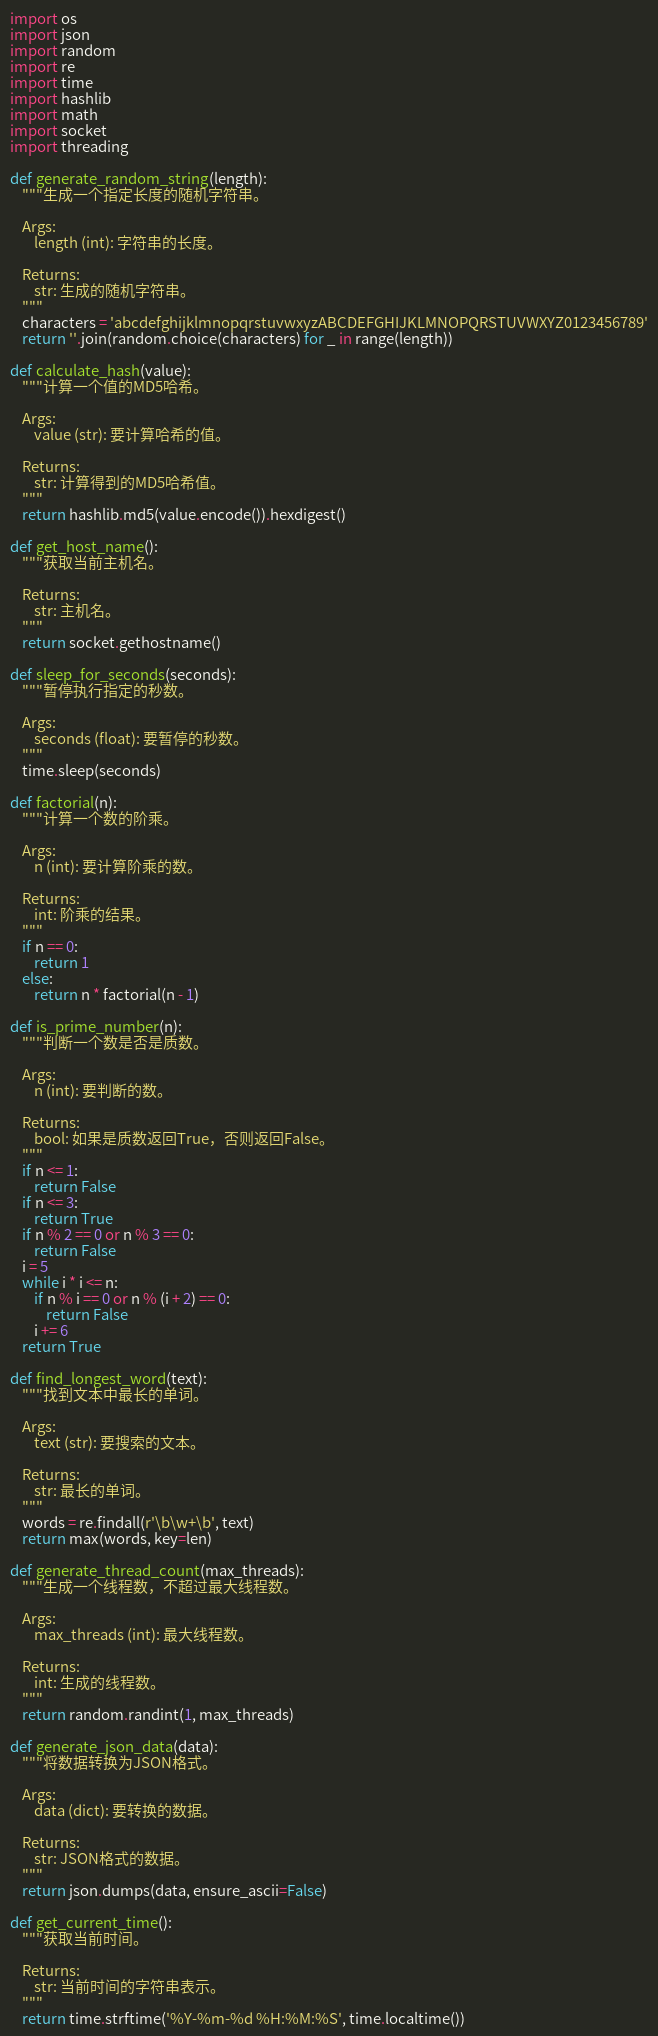 import os
import json
import random
import re
import time
import hashlib
import math
import socket
import threading

def generate_random_string(length):
    """生成一个指定长度的随机字符串。

    Args:
        length (int): 字符串的长度。

    Returns:
        str: 生成的随机字符串。
    """
    characters = 'abcdefghijklmnopqrstuvwxyzABCDEFGHIJKLMNOPQRSTUVWXYZ0123456789'
    return ''.join(random.choice(characters) for _ in range(length))

def calculate_hash(value):
    """计算一个值的MD5哈希。

    Args:
        value (str): 要计算哈希的值。

    Returns:
        str: 计算得到的MD5哈希值。
    """
    return hashlib.md5(value.encode()).hexdigest()

def get_host_name():
    """获取当前主机名。

    Returns:
        str: 主机名。
    """
    return socket.gethostname()

def sleep_for_seconds(seconds):
    """暂停执行指定的秒数。

    Args:
        seconds (float): 要暂停的秒数。
    """
    time.sleep(seconds)

def factorial(n):
    """计算一个数的阶乘。

    Args:
        n (int): 要计算阶乘的数。

    Returns:
        int: 阶乘的结果。
    """
    if n == 0:
        return 1
    else:
        return n * factorial(n - 1)

def is_prime_number(n):
    """判断一个数是否是质数。

    Args:
        n (int): 要判断的数。

    Returns:
        bool: 如果是质数返回True，否则返回False。
    """
    if n <= 1:
        return False
    if n <= 3:
        return True
    if n % 2 == 0 or n % 3 == 0:
        return False
    i = 5
    while i * i <= n:
        if n % i == 0 or n % (i + 2) == 0:
            return False
        i += 6
    return True

def find_longest_word(text):
    """找到文本中最长的单词。

    Args:
        text (str): 要搜索的文本。

    Returns:
        str: 最长的单词。
    """
    words = re.findall(r'\b\w+\b', text)
    return max(words, key=len)

def generate_thread_count(max_threads):
    """生成一个线程数，不超过最大线程数。

    Args:
        max_threads (int): 最大线程数。

    Returns:
        int: 生成的线程数。
    """
    return random.randint(1, max_threads)

def generate_json_data(data):
    """将数据转换为JSON格式。

    Args:
        data (dict): 要转换的数据。

    Returns:
        str: JSON格式的数据。
    """
    return json.dumps(data, ensure_ascii=False)

def get_current_time():
    """获取当前时间。

    Returns:
        str: 当前时间的字符串表示。
    """
    return time.strftime('%Y-%m-%d %H:%M:%S', time.localtime())